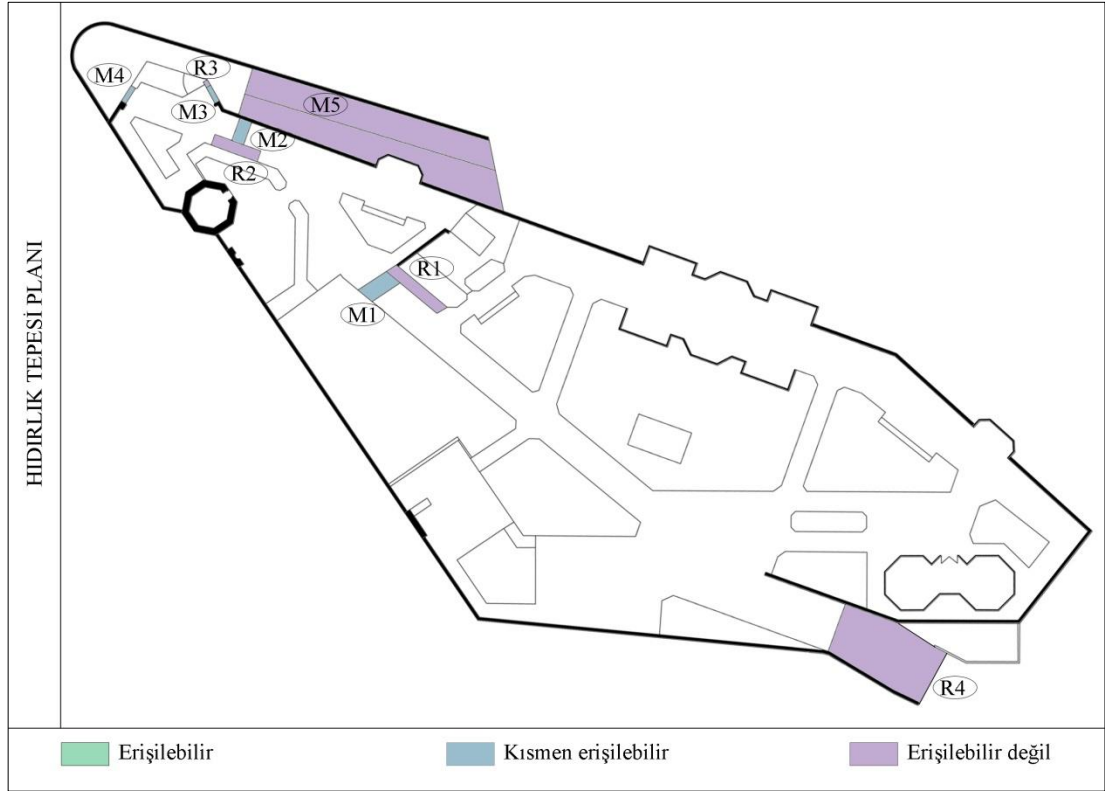 HIDIRLIK TEPESİ PLANI
M4
R3
M3
M5
M2
R2
R1
M1
R4
Erişilebilir
Kısmen erişilebilir
Erişilebilir değil